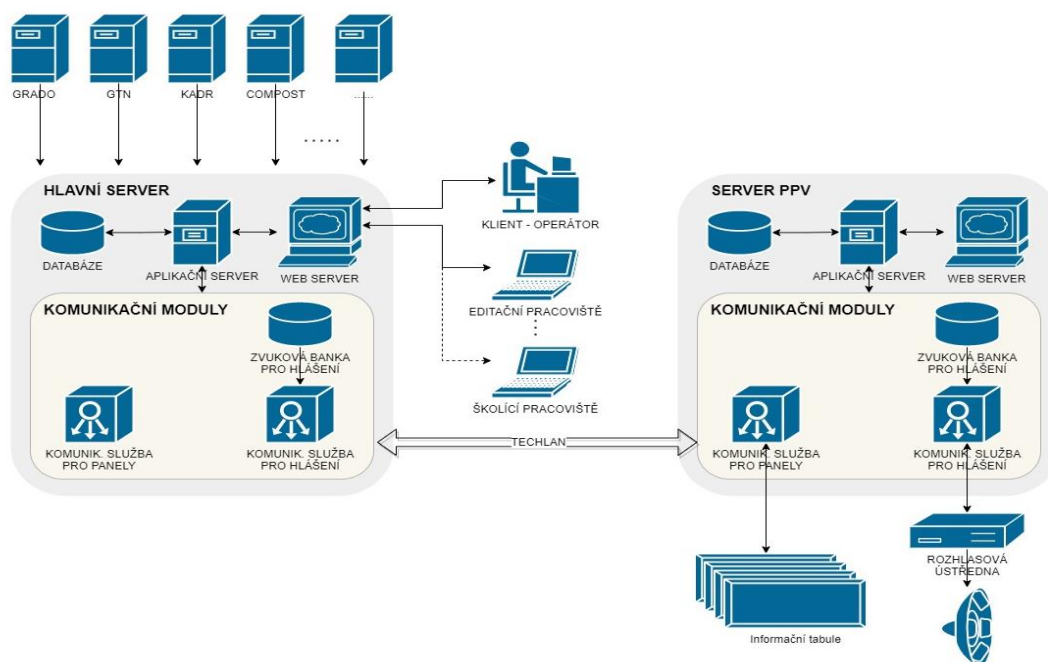 GRADO
GTN
KADR
COMPOST
......
.....
HLAVNÍ SERVER
DATABÁZE
APLIKAČNÍ SERVER
WEB SERVER
KOMUNIKAČNÍ MODULY
ZVUKOVÁ BANKA
PRO HLÁŠENÍ
KOMUNIK. SLUŽBA
PRO PANELY
KOMUNIK. SLUŽBA
PRO HLÁŠENÍ
KLIENT - OPERÁTOR
EDITAČNÍ PRACOVIŠTĚ
ŠKOLÍCÍ PRACOVIŠTĚ
TECHLAN
SERVER PPV
DATABÁZE
APLIKAČNÍ SERVER
WEB SERVER
KOMUNIKAČNÍ MODULY
ZVUKOVÁ BANKA
PRO HLÁŠENÍ
KOMUNIK. SLUŽBA
PRO PANELY
KOMUNIK. SLUŽBA
PRO HLÁŠENÍ
ROZHLASOVÁ
ÚSTŘEDNA
Informační tabule